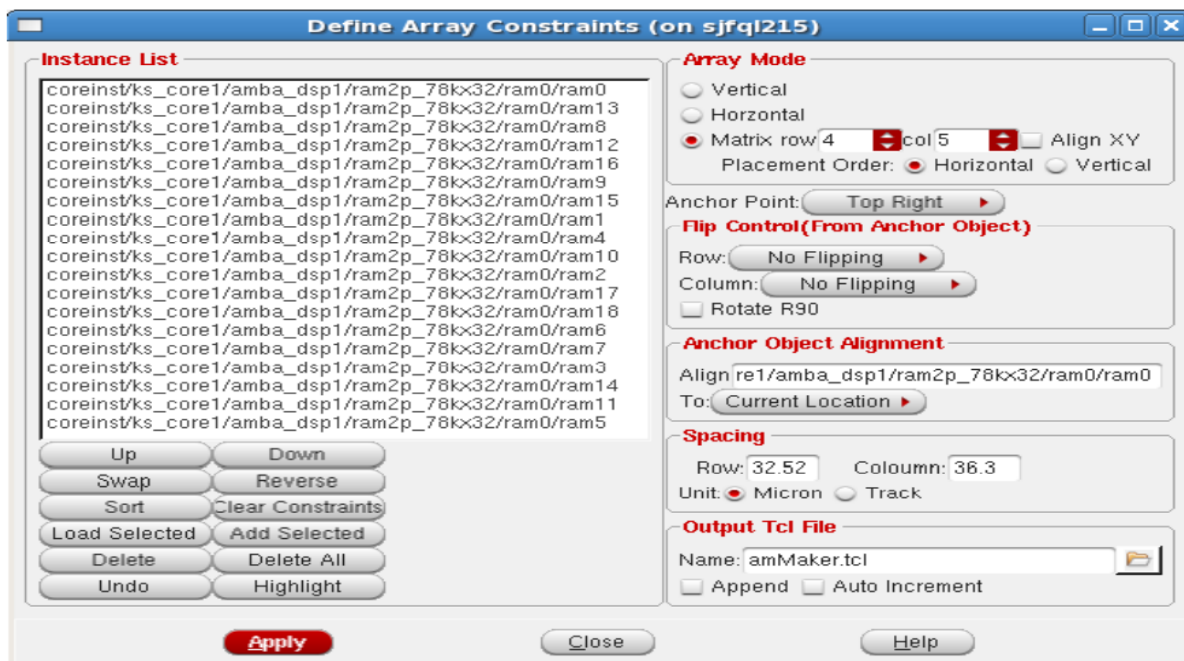 Define Array Constraints (on sjfql215)
Instance List
coreinst/ks_core1/amba_dsp1/ram2p_78kx32/ram0/ram0
coreinst/ks_core1/amba_dsp1/ram2p_78kx32/ram0/ram13
coreinst/ks_core1/amba_dsp1/ram2p_78kx32/ram0/ram8
coreinst/ks_core1/amba_dsp1/ram2p_78kx32/ram0/ram12
coreinst/ks_core1/amba_dsp1/ram2p_78kx32/ram0/ram16
coreinst/ks_core1/amba_dsp1/ram2p_78kx32/ram0/ram9
coreinst/ks_core1/amba_dsp1/ram2p_78kx32/ram0/ram15
coreinst/ks_core1/amba_dsp1/ram2p_78kx32/ram0/ram1
coreinst/ks_core1/amba_dsp1/ram2p_78kx32/ram0/ram4
coreinst/ks_core1/amba_dsp1/ram2p_78kx32/ram0/ram10
coreinst/ks_core1/amba_dsp1/ram2p_78kx32/ram0/ram2
coreinst/ks_core1/amba_dsp1/ram2p_78kx32/ram0/ram17
coreinst/ks_core1/amba_dsp1/ram2p_78kx32/ram0/ram18
coreinst/ks_core1/amba_dsp1/ram2p_78kx32/ram0/ram6
coreinst/ks_core1/amba_dsp1/ram2p_78kx32/ram0/ram7
coreinst/ks_core1/amba_dsp1/ram2p_78kx32/ram0/ram3
coreinst/ks_core1/amba_dsp1/ram2p_78kx32/ram0/ram14
coreinst/ks_core1/amba_dsp1/ram2p_78kx32/ram0/ram11
coreinst/ks_core1/amba_dsp1/ram2p_78kx32/ram0/ram5
Up Down
Swap Reverse
Sort Clear Constraints
Load Selected Add Selected
Delete Delete All
Undo Highlight
Array Mode
Vertical
Horzontal
Matrix row 4 col 5 Align XY
Placement Order: Horizontal Vertical
Anchor Point: Top Right
Flip Control(From Anchor Object)
Row: No Flipping
Column: No Flipping
Rotate R90
Anchor Object Alignment
Align re1/amba_dsp1/ram2p_78kx32/ram0/ram0
To: Current Location
Spacing
Row: 32.52 Coloumn: 36.3
Unit: Micron Track
Output Tcl File
Name: amMaker.tcl
Append Auto Increment
Apply Close Help